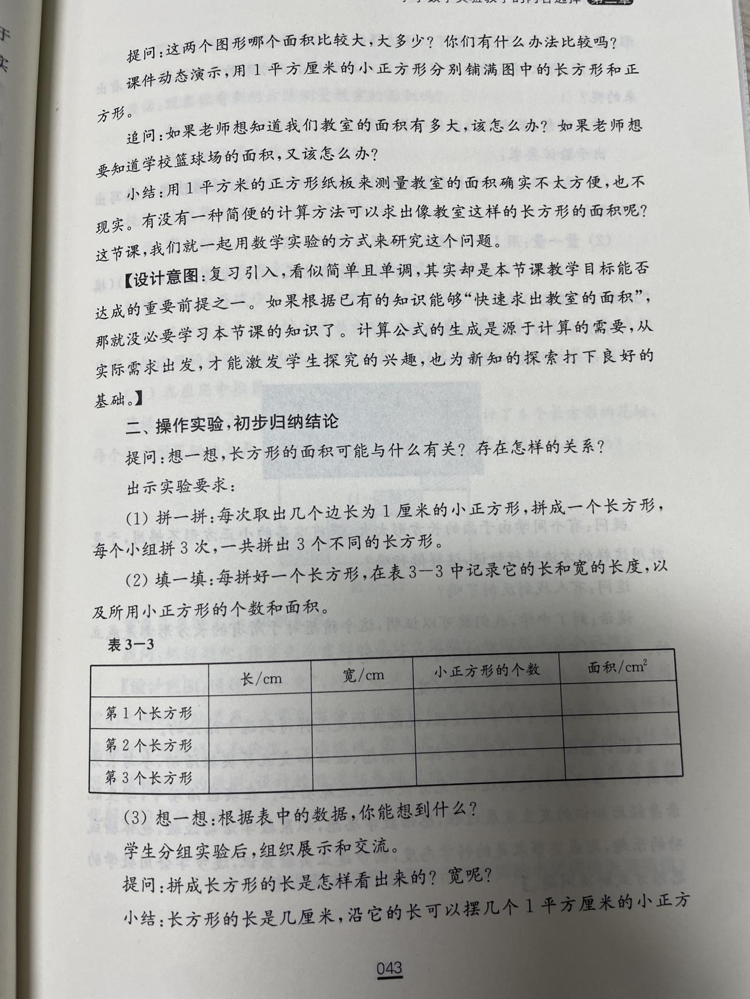 提问:这两个图形哪个面积比较大,大多少? 你们有什么办法比较吗?
课件动态演示,用 1 平方厘米的小正方形分别铺满图中的长方形和正
方形。
追问:如果老师想知道我们教室的面积有多大,该怎么办? 如果老师想
要知道学校篮球场的面积,又该怎么办?
小结:用 1 平方米的正方形纸板来测量教室的面积确实不太方便,也不
现实。有没有一种简便的计算方法可以求出像教室这样的长方形的面积呢?
这节课,我们就一起用数学实验的方式来研究这个问题。
【设计意图:复习引入,看似简单且单调,其实却是本节课教学目标能否
达成的重要前提之一。如果根据已有的知识能够“快速求出教室的面积”,
那就没必要学习本节课的知识了。计算公式的生成是源于计算的需要,从
实际需求出发,才能激发学生探究的兴趣,也为新知的探索打下良好的
基础。】
二、操作实验,初步归纳结论
提问:想一想,长方形的面积可能与什么有关? 存在怎样的关系?
出示实验要求:
(1) 拼一拼:每次取出几个边长为 1 厘米的小正方形,拼成一个长方形,
每个小组拼 3 次,一共拼出 3 个不同的长方形。
(2) 填一填:每拼好一个长方形,在表 3-3 中记录它的长和宽的长度,以
及所用小正方形的个数和面积。
表 3-3
长/cm 宽/cm 小正方形的个数 面积/cm²
第 1 个长方形
第 2 个长方形
第 3 个长方形
(3) 想一想:根据表中的数据,你能想到什么?
学生分组实验后,组织展示和交流。
提问:拼成长方形的长是怎样看出来的? 宽呢?
小结:长方形的长是几厘米,沿它的长可以摆几个 1 平方厘米的小正方
043